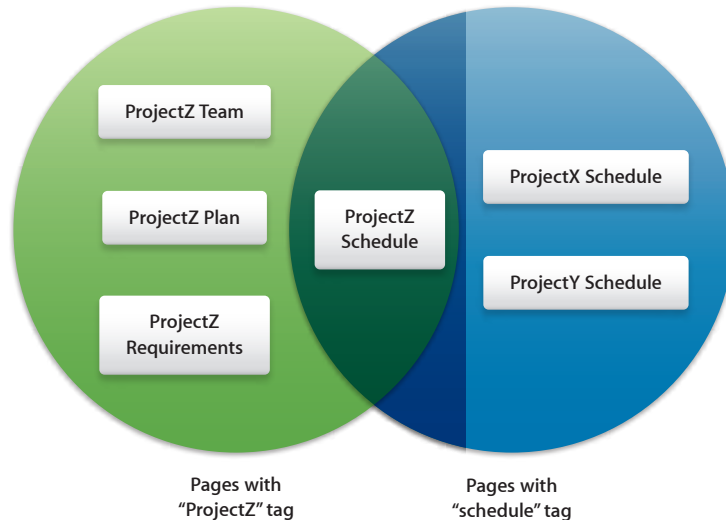 ProjectZ Team
ProjectZ Plan
ProjectZ
Requirements
ProjectZ
Schedule
ProjectX Schedule
ProjectY Schedule
Pages with
“ProjectZ” tag
Pages with
“schedule” tag